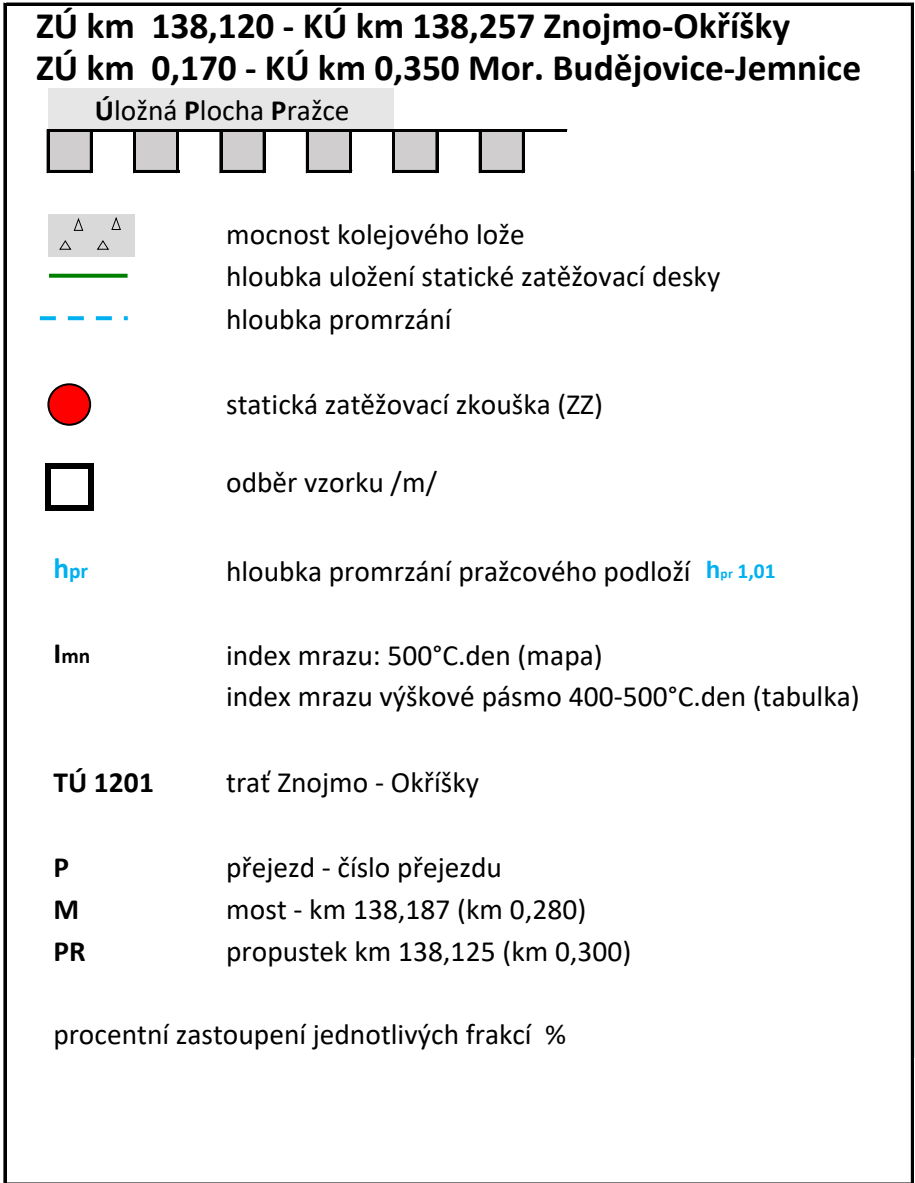 ZÚ km 138,120 - KÚ km 138,257 Znojmo-Okříšky
ZÚ km 0,170 - KÚ km 0,350 Mor. Budějovice-Jemnice
Úložná Plocha Pražce
mocnost kolejového lože
hloubka uložení statické zatěžovací desky
hloubka promrzání
statická zatěžovací zkouška (ZZ)
odběr vzorku /m/
hpr hloubka promrzání pražcového podloží hpr 1,01
Imn index mrazu: 500°C.den (mapa)
index mrazu výškové pásmo 400-500°C.den (tabulka)
TÚ 1201 trať Znojmo - Okříšky
P přejezd - číslo přejezdu
M most - km 138,187 (km 0,280)
PR propustek km 138,125 (km 0,300)
procentní zastoupení jednotlivých frakcí %